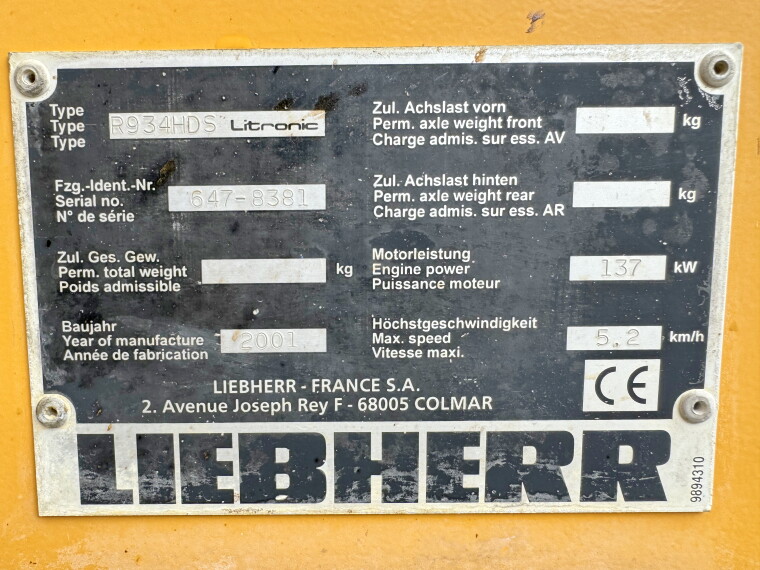 Type
Type R934HDS Litronic
Type
Fzg.-Ident.-Nr.
Serial no. 647-8381
N° de série
Zul. Ges. Gew.
Perm. total weight kg
Poids admissible
Baujahr
Year of manufacture 2001
Année de fabrication
Zul. Achslast vorn
Perm. axle weight front kg
Charge admis. sur ess. AV
Zul. Achslast hinten
Perm. axle weight rear kg
Charge admis. sur ess. AR
Motorleistung
Engine power 137 kW
Puissance moteur
Höchstgeschwindigkeit
Max. speed 5.2 km/h
Vitesse maxi.
CE
LIEBHERR - FRANCE S.A.
2. Avenue Joseph Rey F - 68005 COLMAR
LIEBHERR
9894310